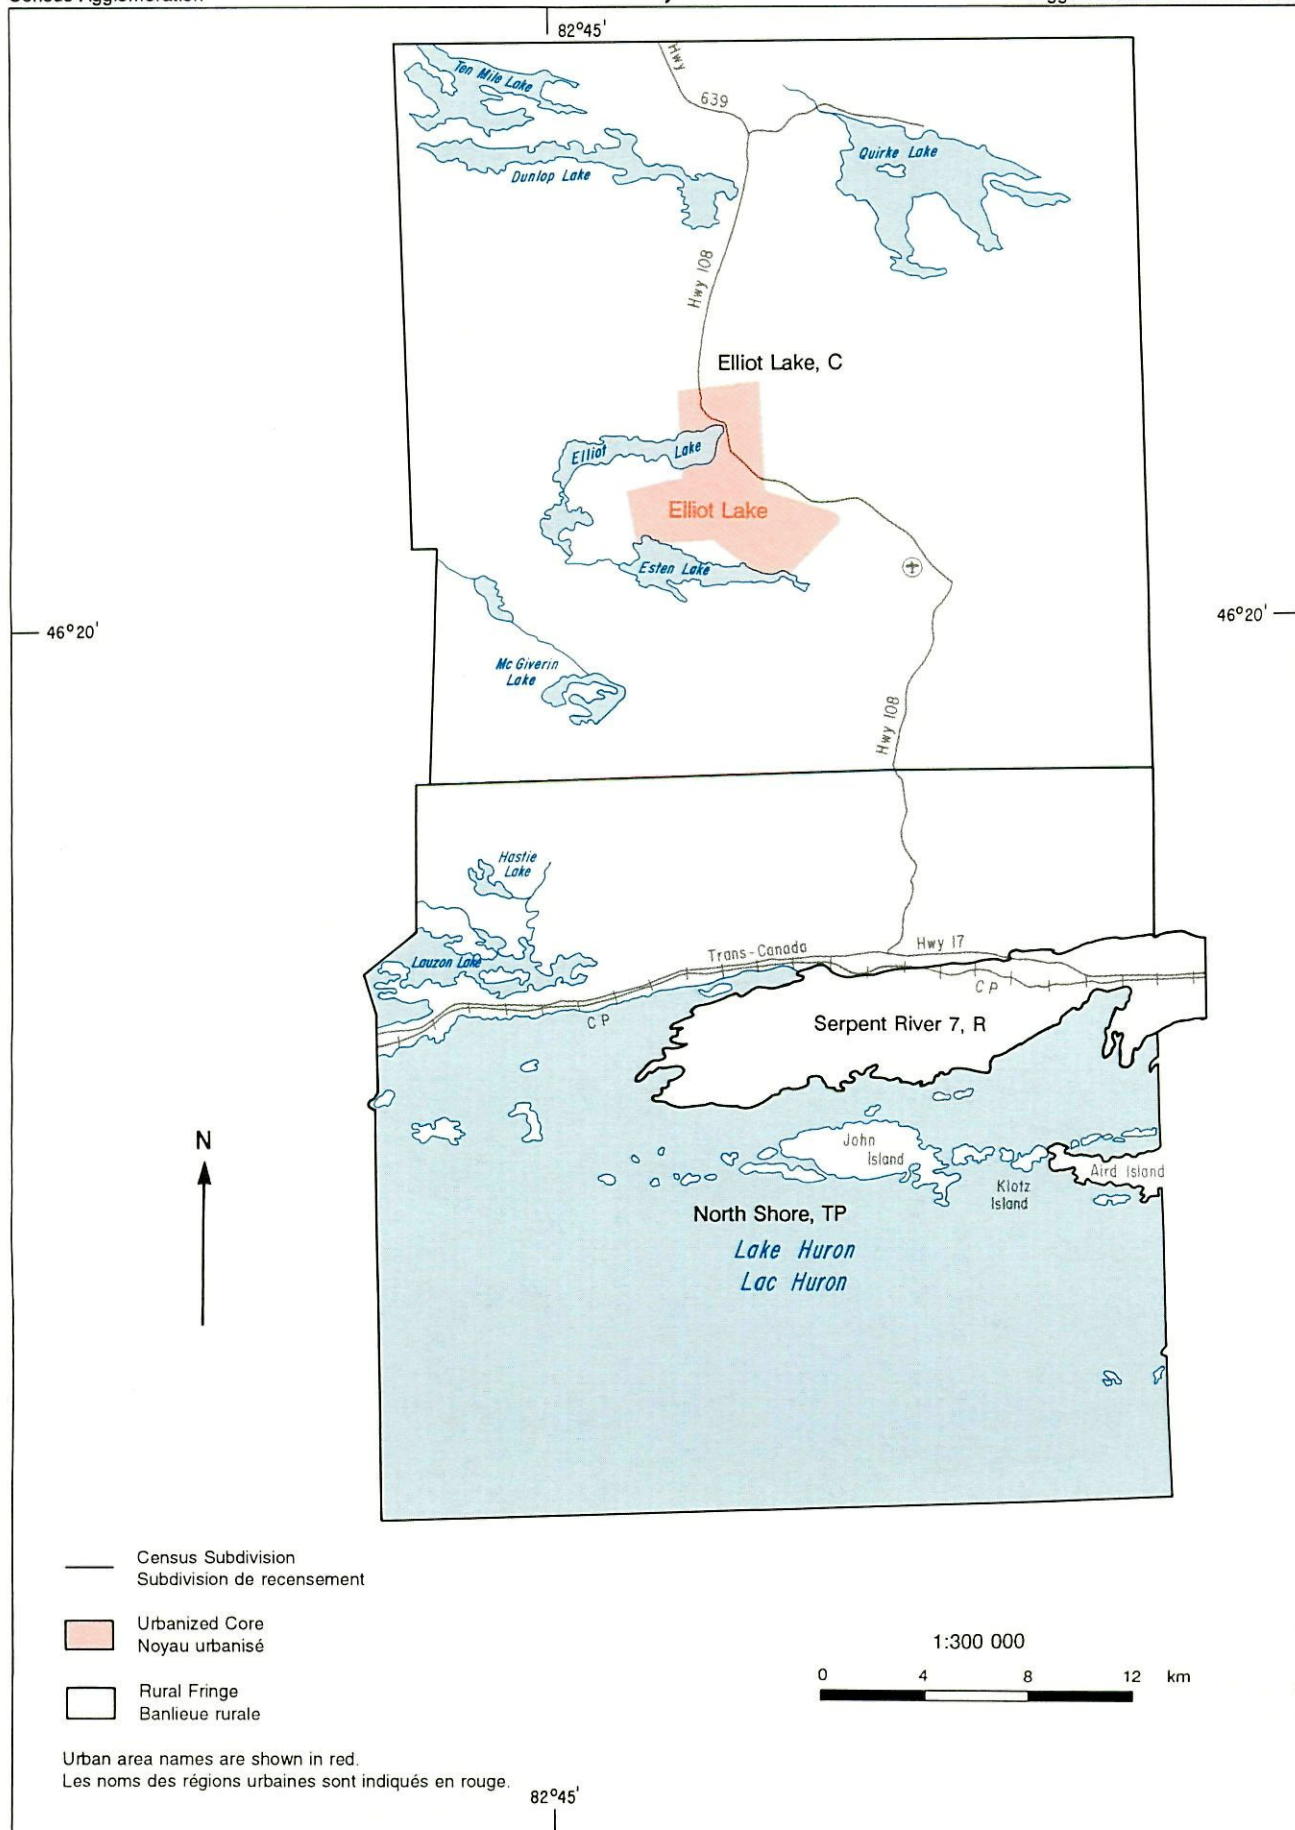 82°45'
Hwy
639
Ten Mile Lake
Dunlop Lake
Quirke Lake
Hwy 108
Elliot Lake, C
Elliot Lake
Elliot Lake
Esten Lake
46°20'
46°20'
Mc Giverin
Lake
Hwy 108
Hastie
Lake
Lauzon Lake
Trans-Canada
Hwy 17
CP
CP
Serpent River 7, R
N
John
Island
Klotz
Island
Aird Island
North Shore, TP
Lake Huron
Lac Huron
Census Subdivision
Subdivision de recensement
Urbanized Core
Noyau urbanisé
Rural Fringe
Banlieue rurale
1:300 000
0 4 8 12 km
Urban area names are shown in red.
Les noms des régions urbaines sont indiqués en rouge.
82°45'